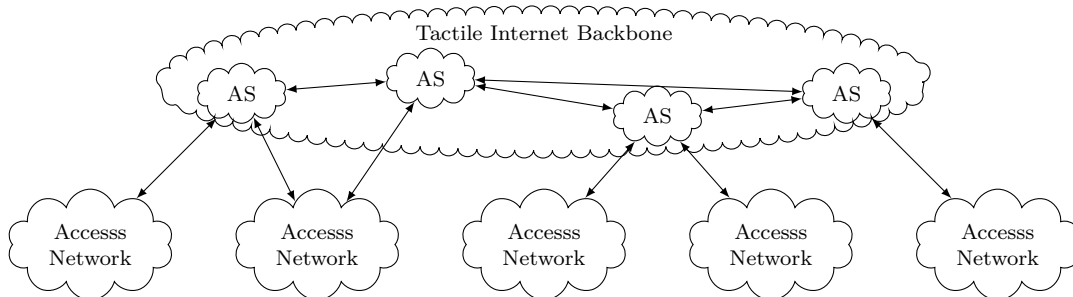 Tactile Internet Backbone
AS
AS
AS
AS
Accesss
Network
Accesss
Network
Accesss
Network
Accesss
Network
Accesss
Network